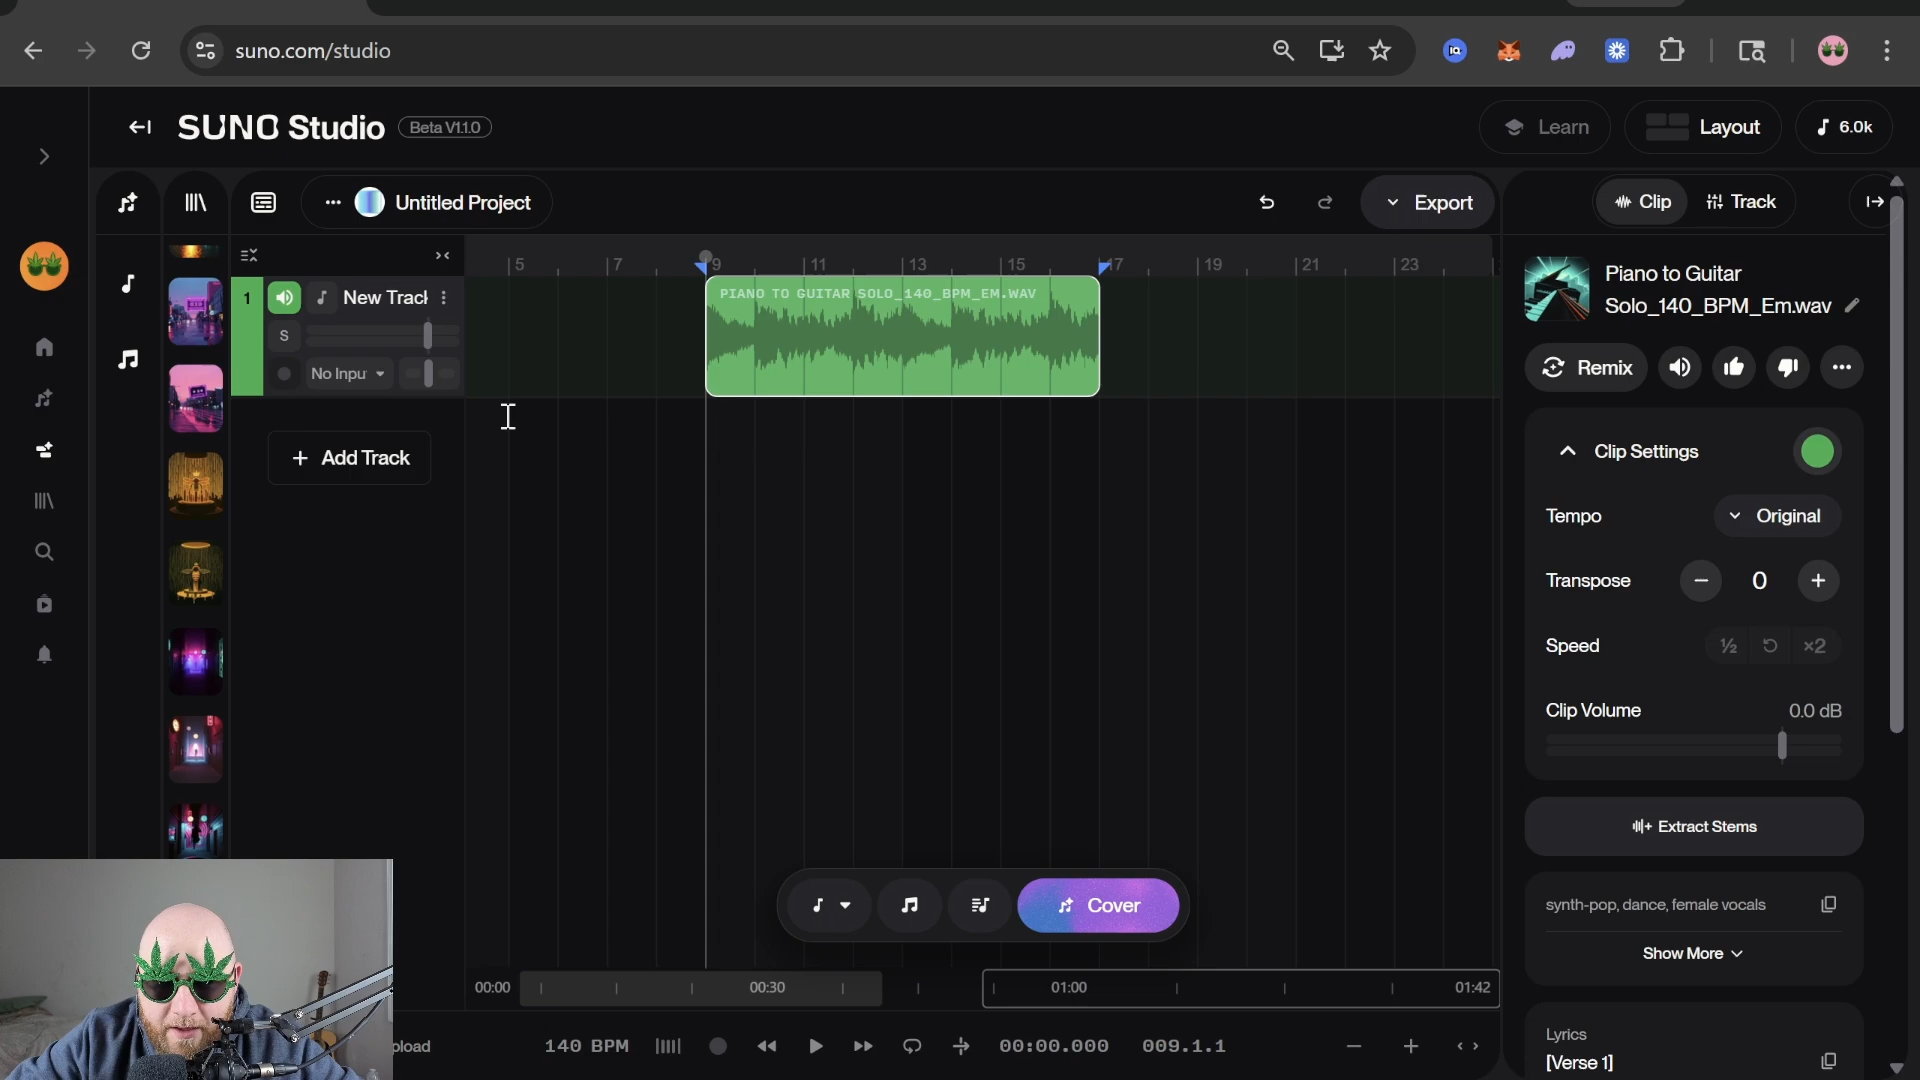 suno.com/studio
SUNO Studio Beta V1.1.0
Learn
Layout
6.0k
Untitled Project
Export
Clip
Track
5 7 9 11 13 15 17 19 21 23
1
New Track
S
No Input
PIANO TO GUITAR SOLO_140_BPM_EM.WAV
Add Track
Piano to Guitar
Solo_140_BPM_Em.wav
Remix
Clip Settings
Tempo
Original
Transpose
0
Speed
½
×2
Clip Volume
0.0 dB
Extract Stems
synth-pop, dance, female vocals
Show More
Lyrics
[Verse 1]
Cover
00:00
00:30
01:00
01:42
pload
140 BPM
00:00.000
009.1.1